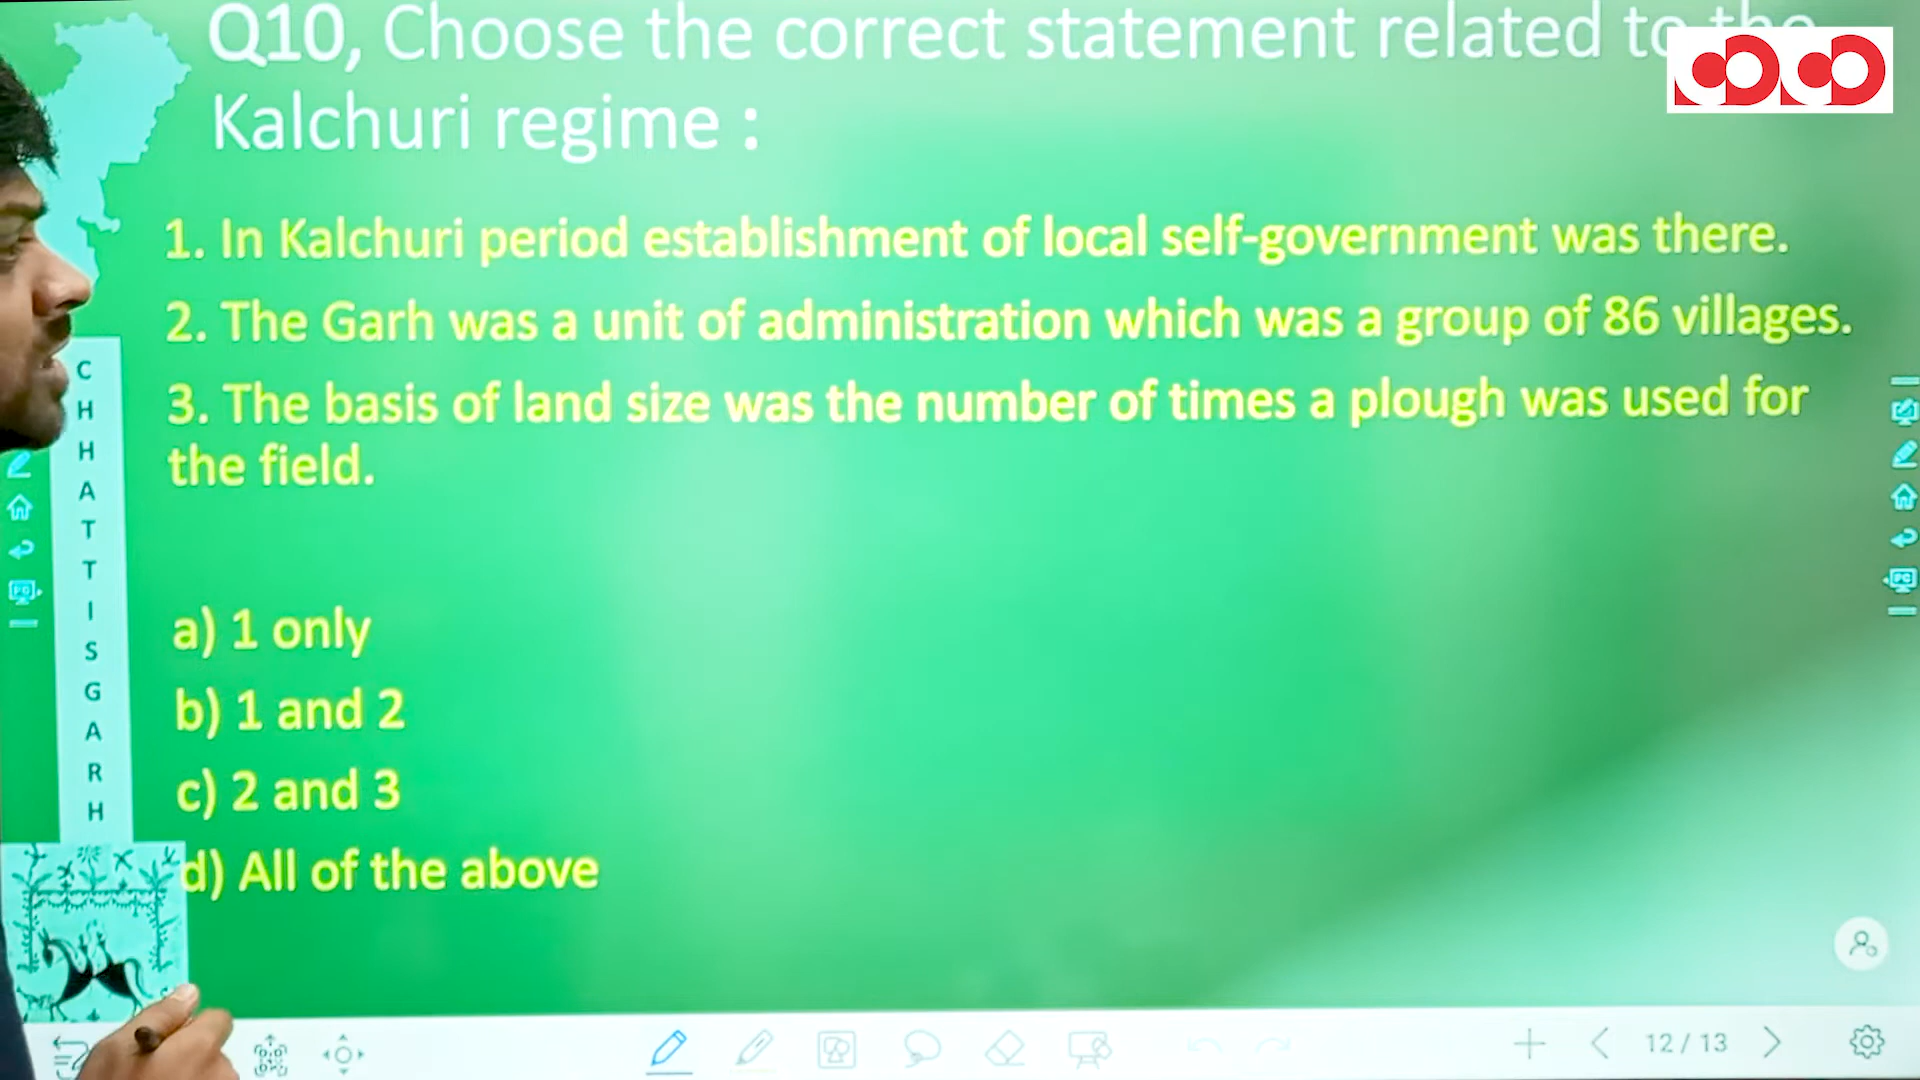 Q10, Choose the correct statement related to the
Kalchuri regime :
1. In Kalchuri period establishment of local self-government was there.
2. The Garh was a unit of administration which was a group of 86 villages.
3. The basis of land size was the number of times a plough was used for
the field.
a) 1 only
b) 1 and 2
c) 2 and 3
d) All of the above
CHHATTISGARH
12 / 13